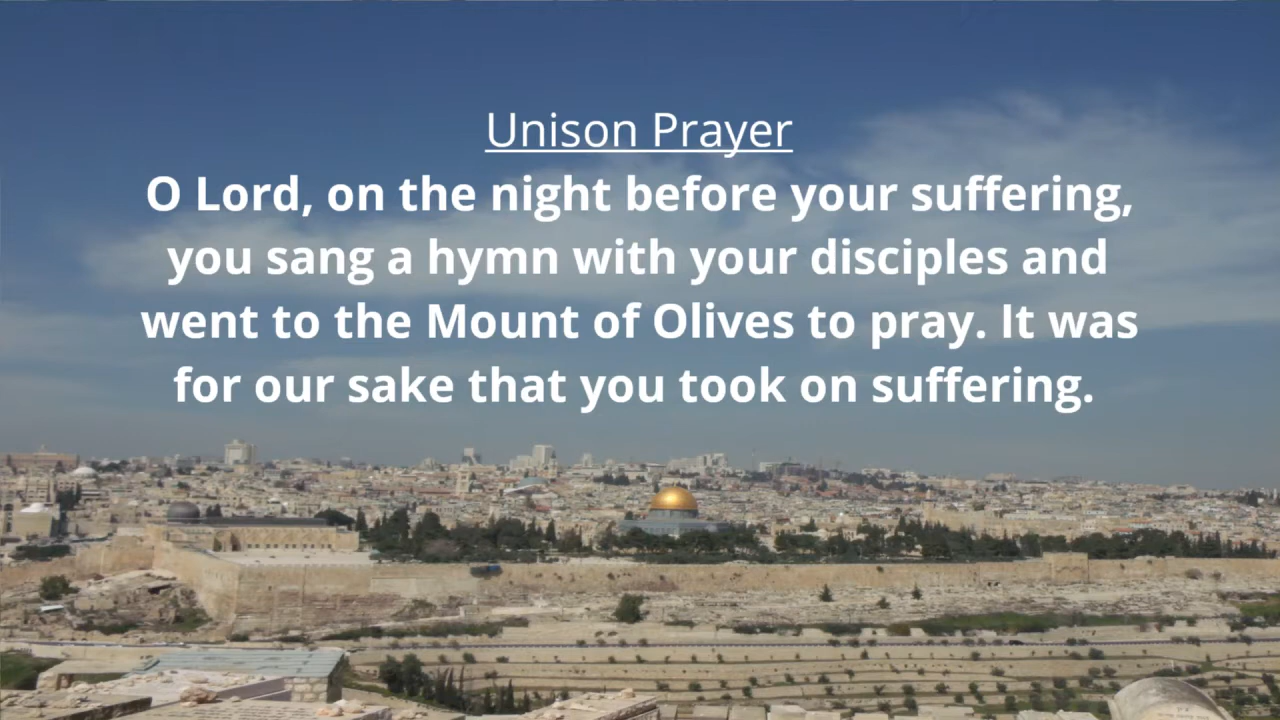 Unison Prayer
O Lord, on the night before your suffering,
you sang a hymn with your disciples and
went to the Mount of Olives to pray. It was
for our sake that you took on suffering.